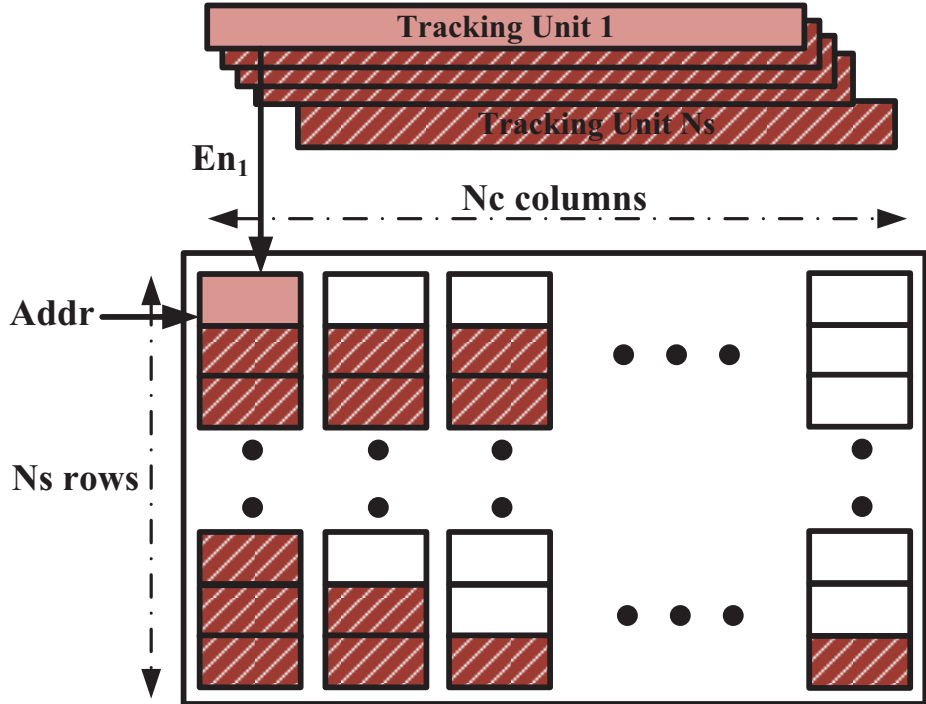 Tracking Unit 1
Tracking Unit Ns
En₁
Nc columns
Addr
Ns rows